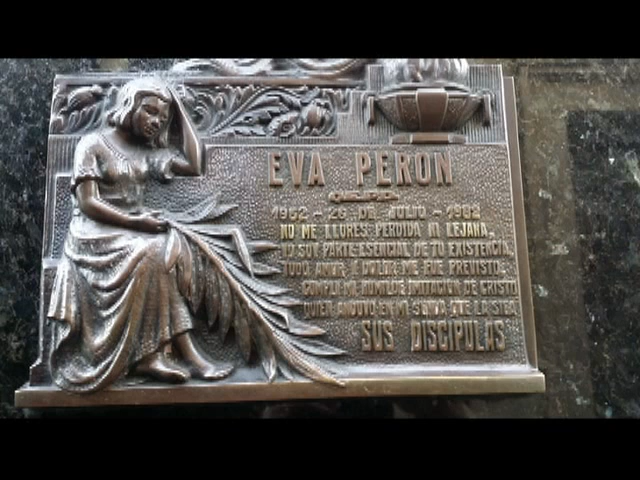 EVA PERON
Q.E.P.D.
1952 - 26 DE JULIO - 1982
NO ME LLORES PERDIDA NI LEJANA,
YO SOY PARTE ESENCIAL DE TU EXISTENCIA,
TODO AMOR Y DOLOR ME FUE PREVISTO,
CUMPLI MI HUMILDE IMITACION DE CRISTO
QUIEN ANDUVO EN MI SENDA QUE LA SIGA
SUS DISCIPULAS